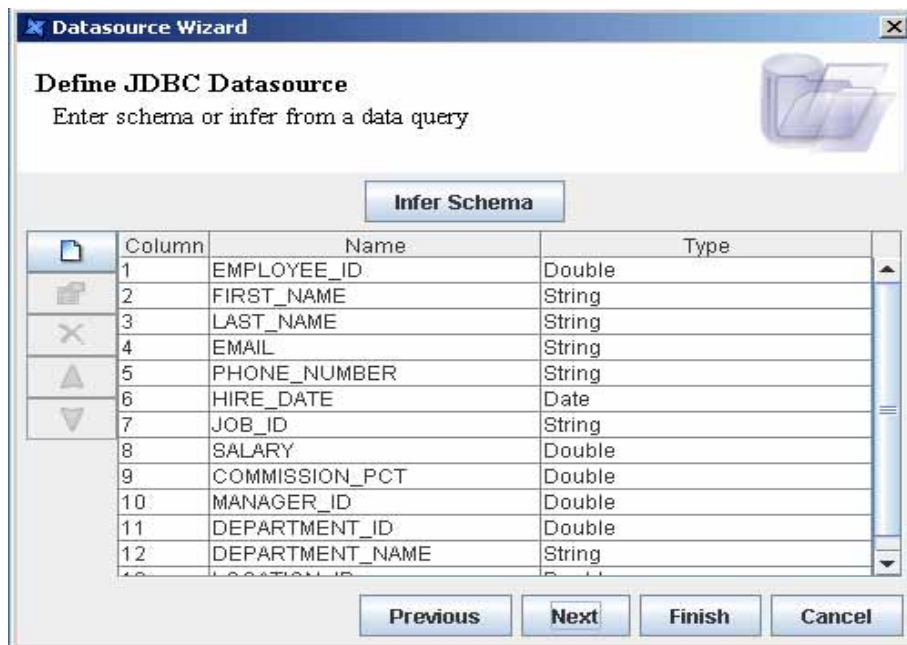 Datasource Wizard
Define JDBC Datasource
Enter schema or infer from a data query
Infer Schema
Column Name Type
1 EMPLOYEE_ID Double
2 FIRST_NAME String
3 LAST_NAME String
4 EMAIL String
5 PHONE_NUMBER String
6 HIRE_DATE Date
7 JOB_ID String
8 SALARY Double
9 COMMISSION_PCT Double
10 MANAGER_ID Double
11 DEPARTMENT_ID Double
12 DEPARTMENT_NAME String
Previous Next Finish Cancel